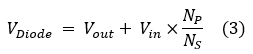 V_Diode = V_out + V_in × N_P / N_S (3)